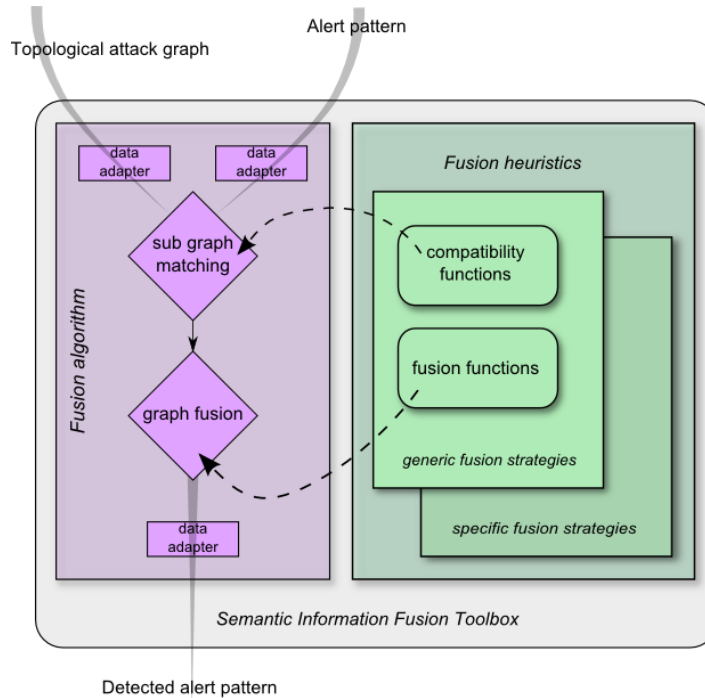 Alert pattern
Topological attack graph
data
adapter
data
adapter
Fusion heuristics
sub graph
matching
compatibility
functions
Fusion algorithm
fusion functions
graph fusion
generic fusion strategies
data
adapter
specific fusion strategies
Semantic Information Fusion Toolbox
Detected alert pattern